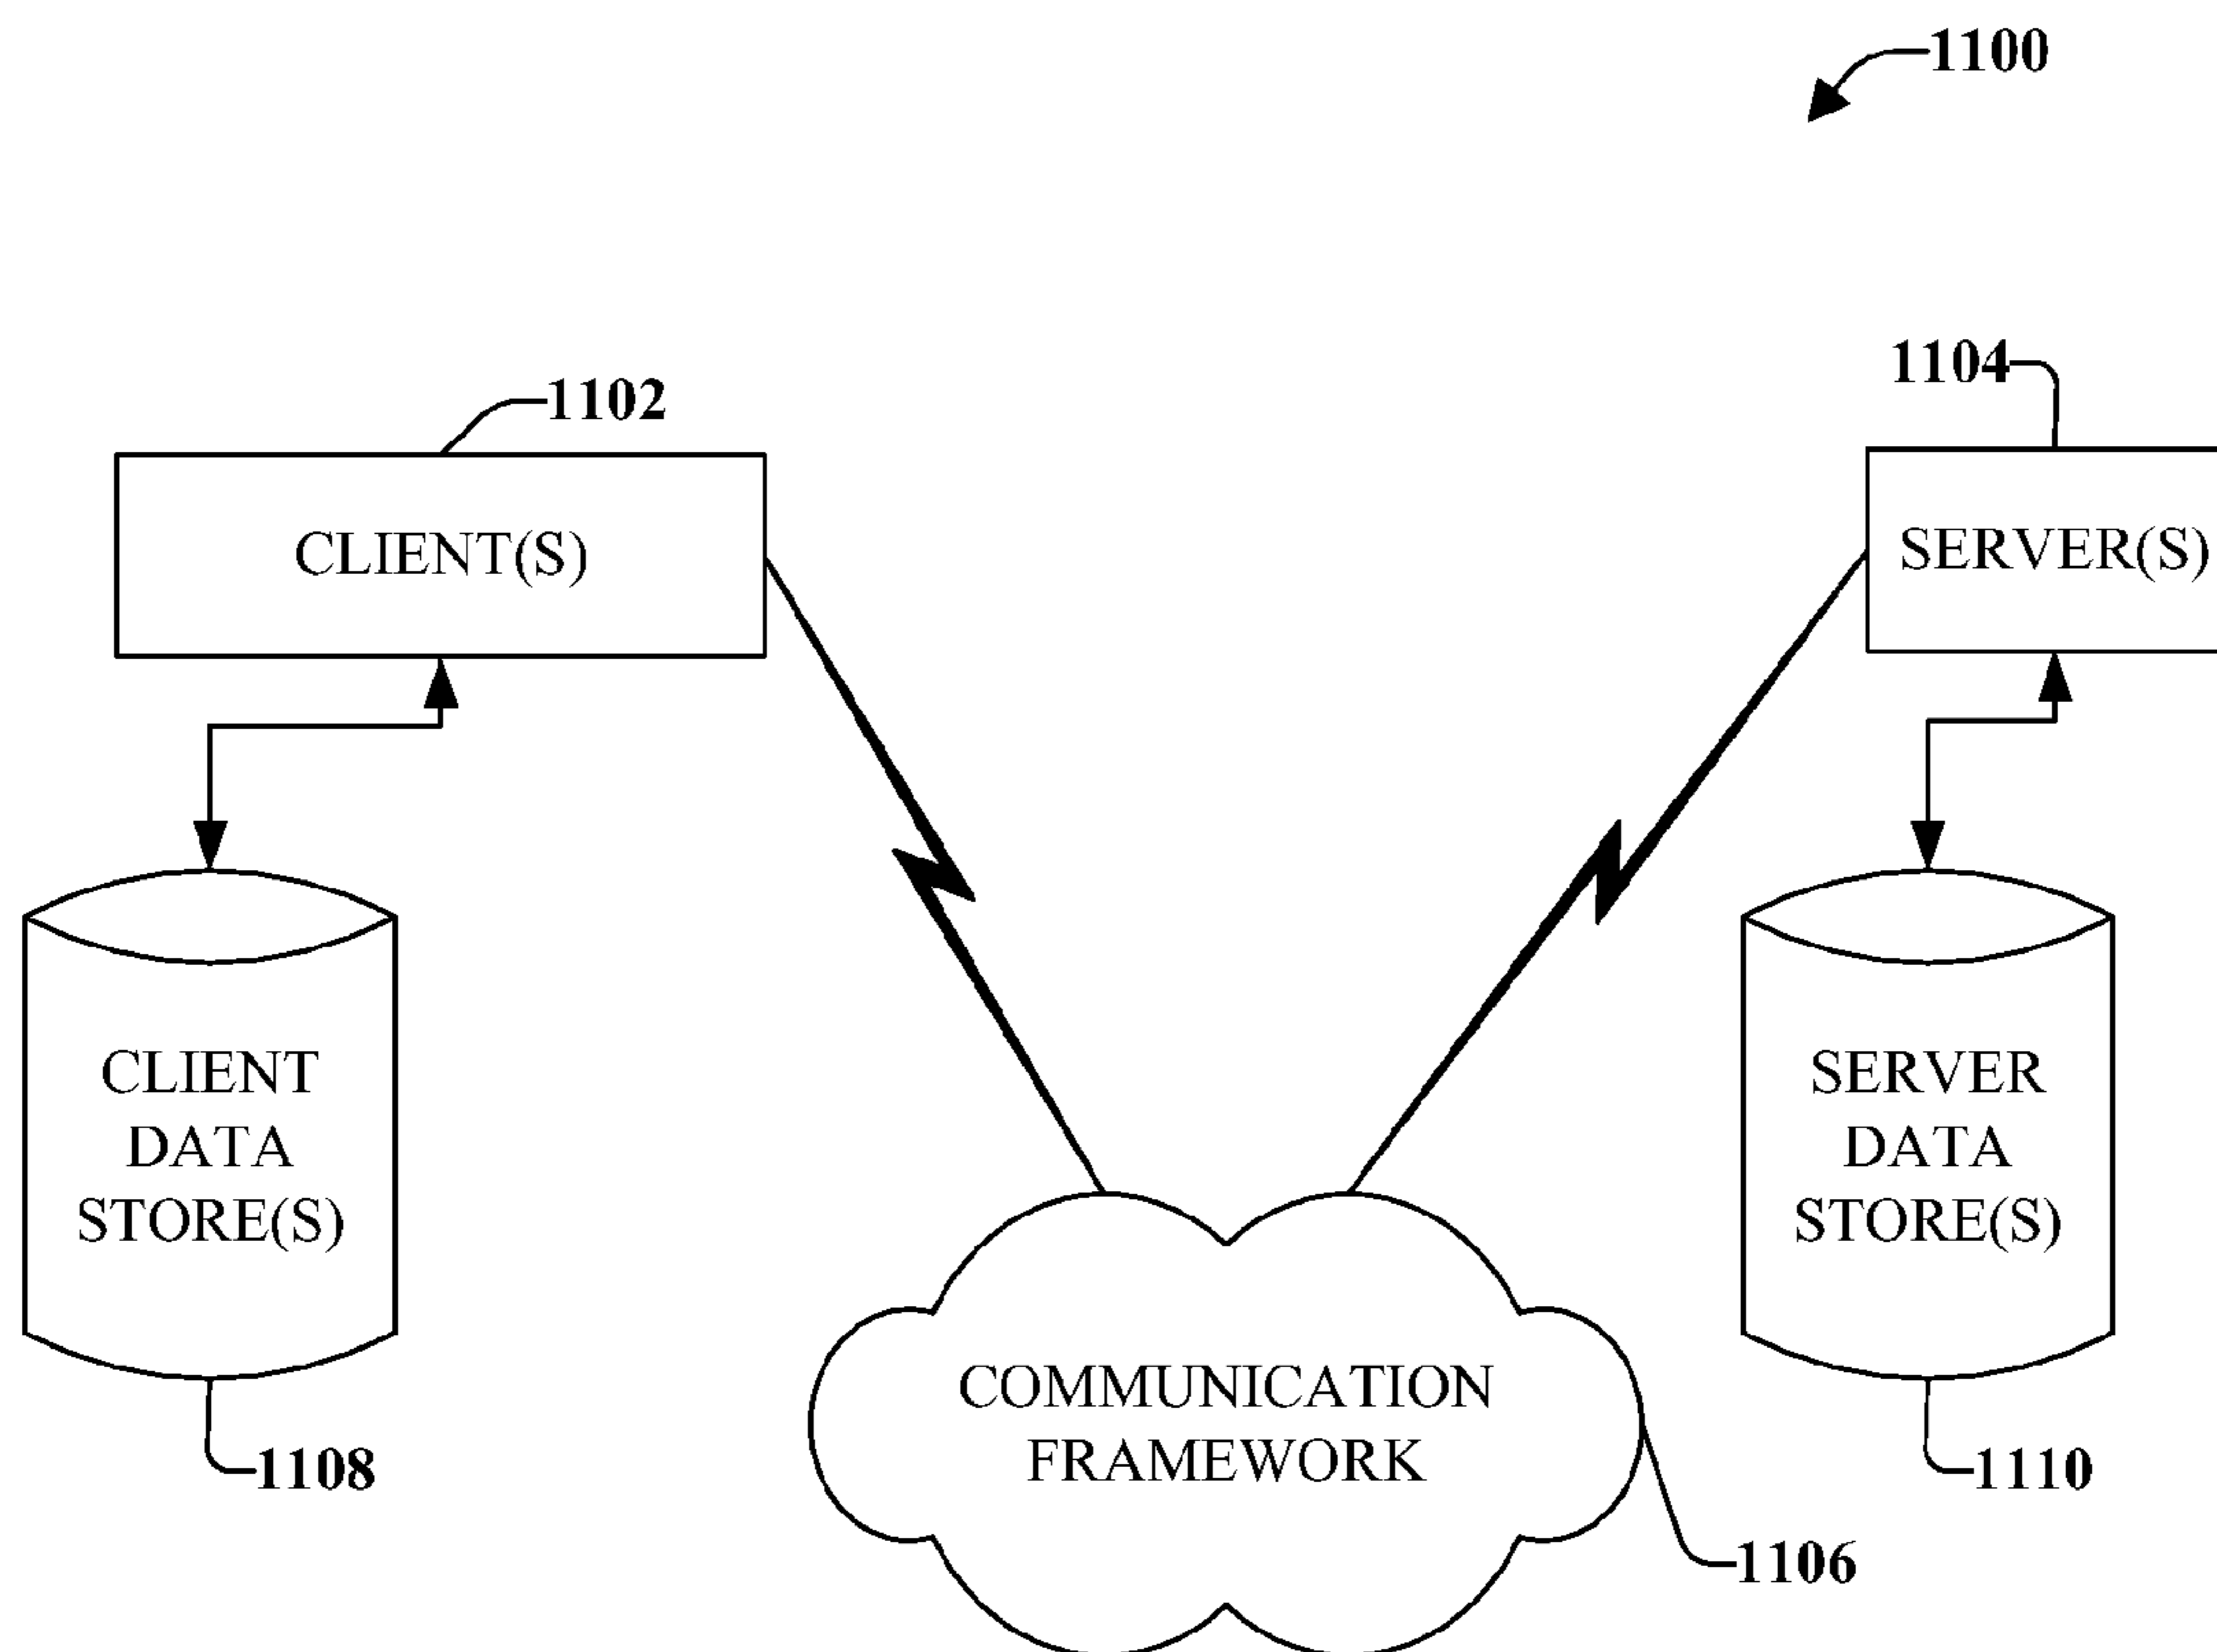 1100
1104
1102
CLIENT(S)
SERVER(S)
CLIENT
DATA
STORE(S)
SERVER
DATA
STORE(S)
COMMUNICATION
FRAMEWORK
1108
1110
1106